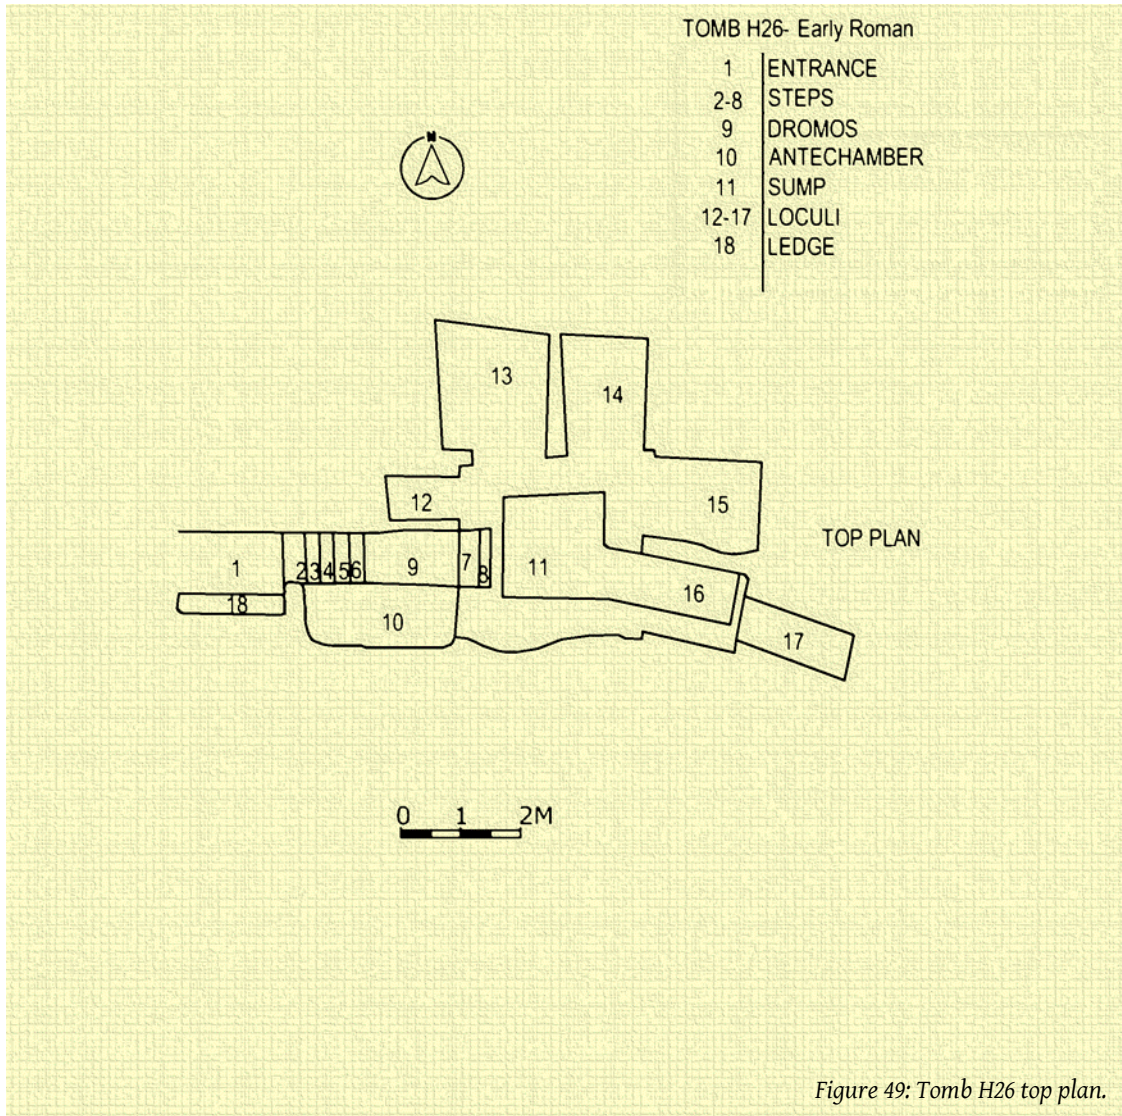 TOMB H26- Early Roman
1 ENTRANCE
2-8 STEPS
9 DROMOS
10 ANTECHAMBER
11 SUMP
12-17 LOCULI
18 LEDGE
N
13
14
12
15
TOP PLAN
1 2 3 4 5 6 9 7 8 11
16
18
10
17
0 1 2M
Figure 49: Tomb H26 top plan.